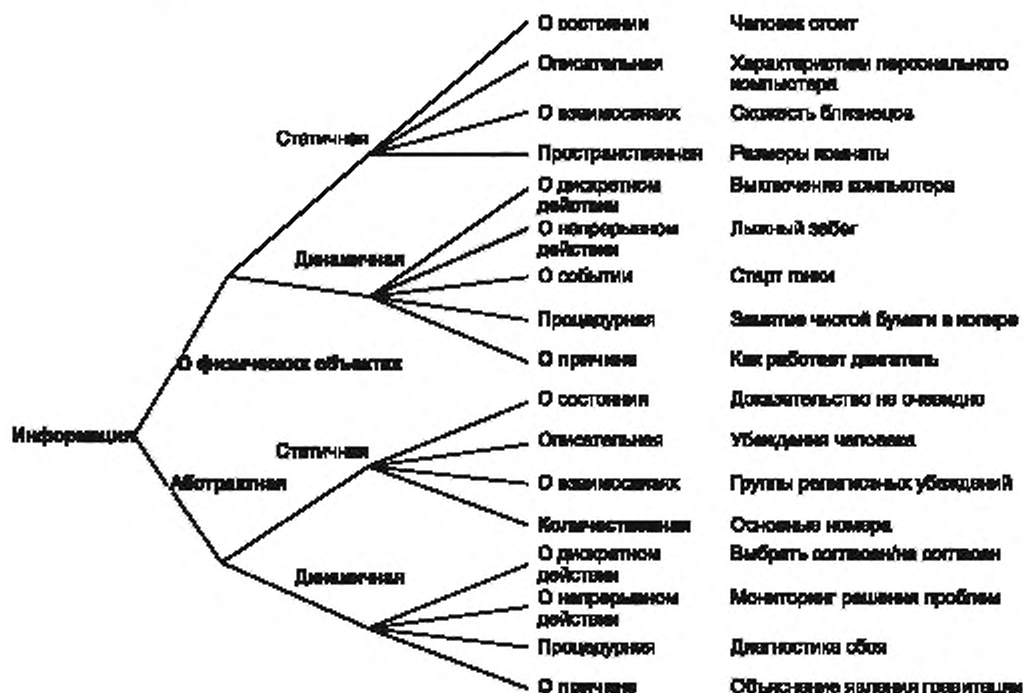 О состоянии Человек стоит
Описательная Характеристики персонального
компьютера
О взаимосвязях Схожесть близнецов
Статичная
Пространственная Размеры комнаты
О дискретном Выключение компьютера
действии
О непрерывном Лыжный забег
действии
Динамичная
О событии Старт гонки
Процедурная Замятие чистой бумаги в копире
О физических объектах
О причине Как работает двигатель
О состоянии Доказательство не очевидно
Информация
Описательная Убеждения человека
Статичная
Абстрактная
О взаимосвязях Группы религиозных убеждений
Количественная Основные номера
О дискретном Выбрать согласен/не согласен
действии
Динамичная
О непрерывном Мониторинг решения проблем
действии
Процедурная Диагностика сбоя
О причине Объяснение явления гравитации